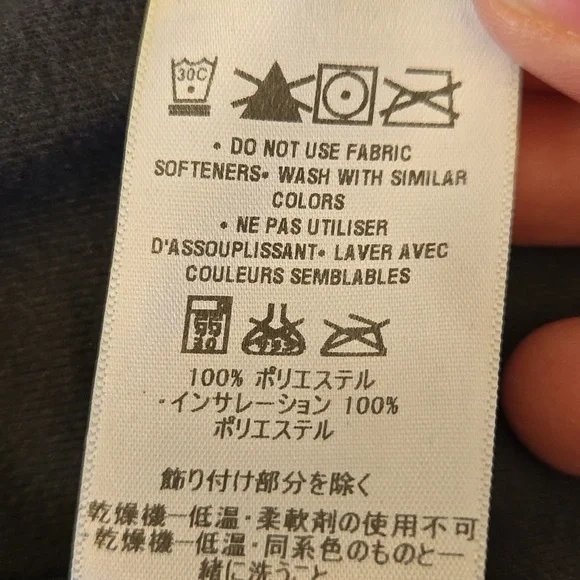 30C
• DO NOT USE FABRIC
SOFTENERS• WASH WITH SIMILAR
COLORS
• NE PAS UTILISER
D'ASSOUPLISSANT• LAVER AVEC
COULEURS SEMBLABLES
30
100% ポリエステル
·インサレーション 100%
ポリエステル
飾り付け部分を除く
乾燥機一低温·柔軟剤の使用不可
乾燥機一低温·同系色のものと一
緒に洗うこと